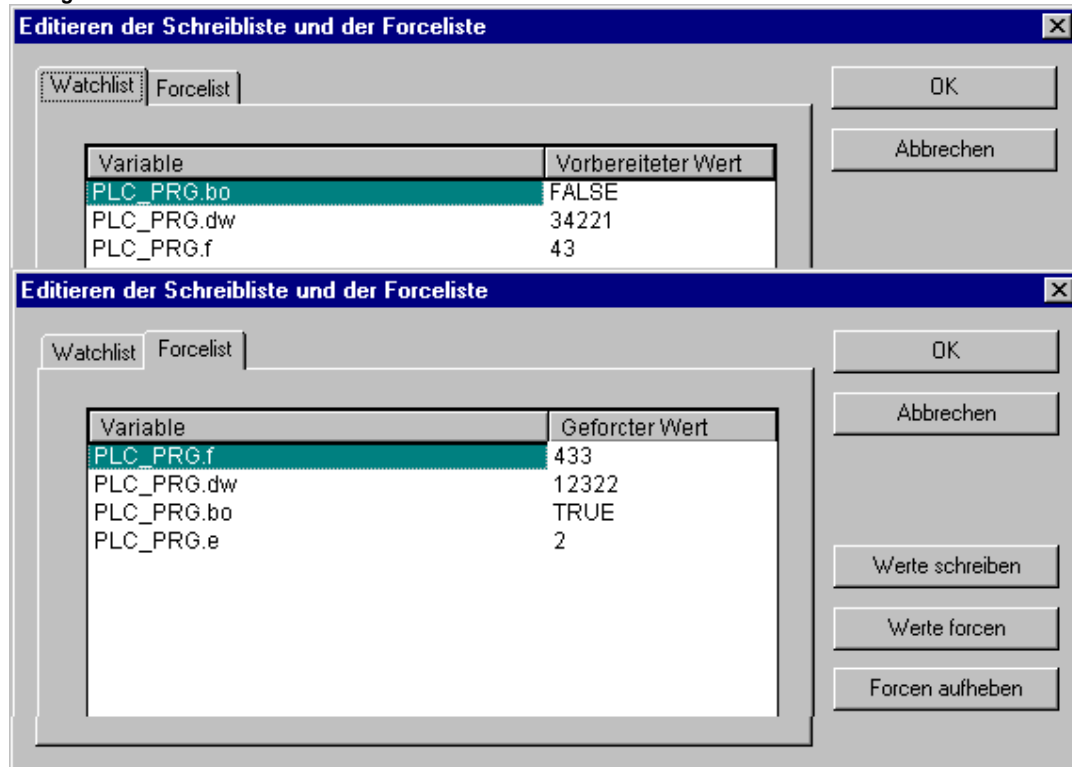 Editieren der Schreibliste und der Forceliste
Watchlist Forcelist
OK
Abbrechen
Variable Vorbereiteter Wert
PLC_PRG.bo FALSE
PLC_PRG.dw 34221
PLC_PRG.f 43
Editieren der Schreibliste und der Forceliste
Watchlist Forcelist
OK
Abbrechen
Variable Geforcter Wert
PLC_PRG.f 433
PLC_PRG.dw 12322
PLC_PRG.bo TRUE
PLC_PRG.e 2
Werte schreiben
Werte forcen
Forcen aufheben